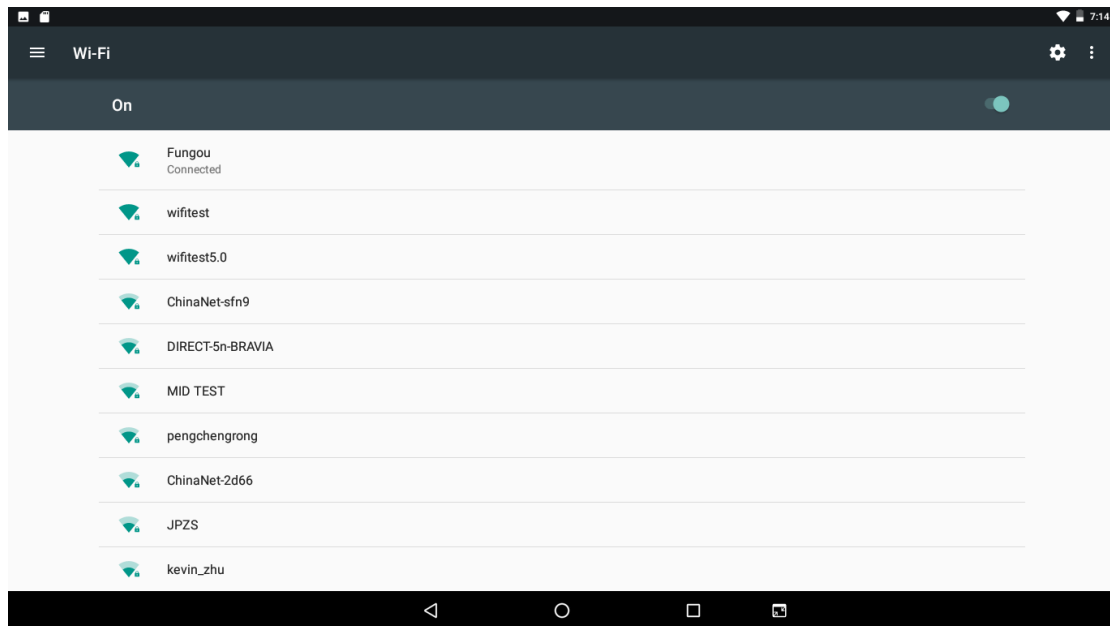 7:14
Wi-Fi
On
Fungou
Connected
wifitest
wifitest5.0
ChinaNet-sfn9
DIRECT-5n-BRAVIA
MID TEST
pengchengrong
ChinaNet-2d66
JPZS
kevin_zhu